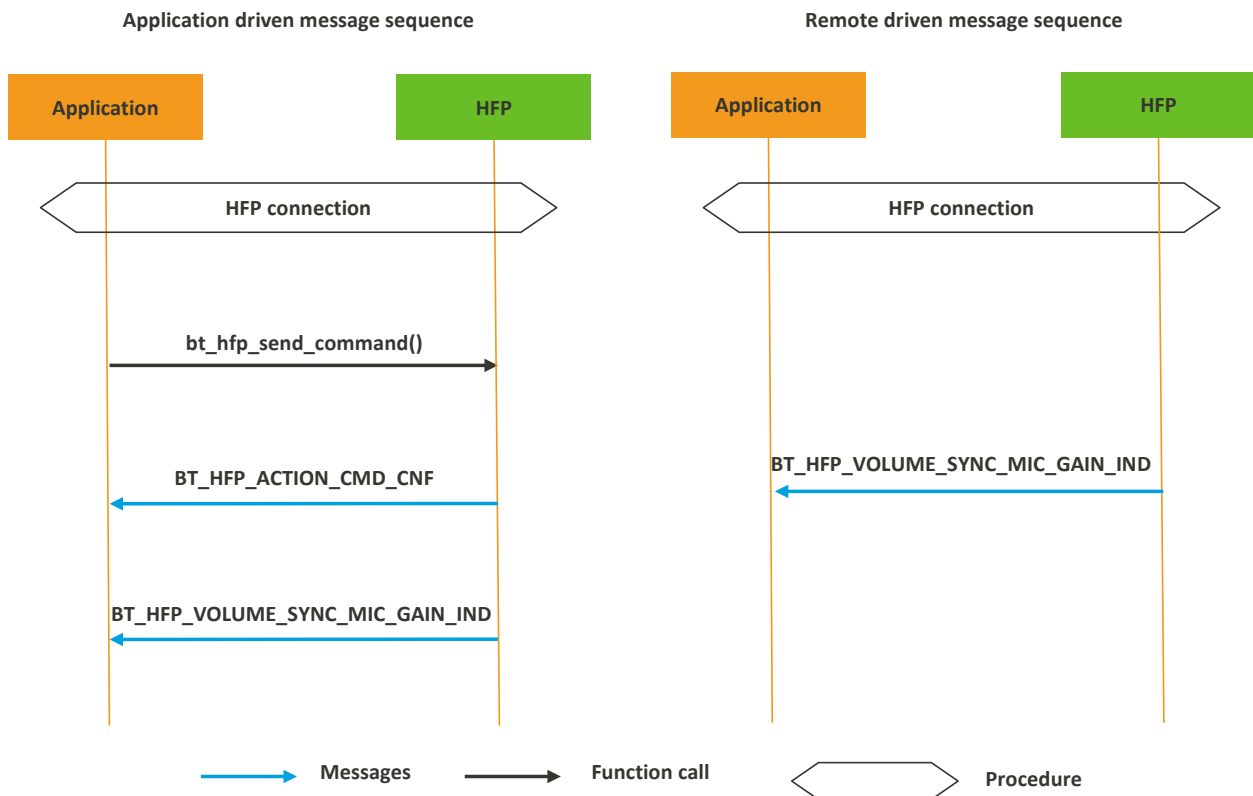 Application driven message sequence
Remote driven message sequence
Application
HFP
Application
HFP
HFP connection
HFP connection
bt_hfp_send_command()
BT_HFP_VOLUME_SYNC_MIC_GAIN_IND
BT_HFP_ACTION_CMD_CNF
BT_HFP_VOLUME_SYNC_MIC_GAIN_IND
Messages
Function call
Procedure